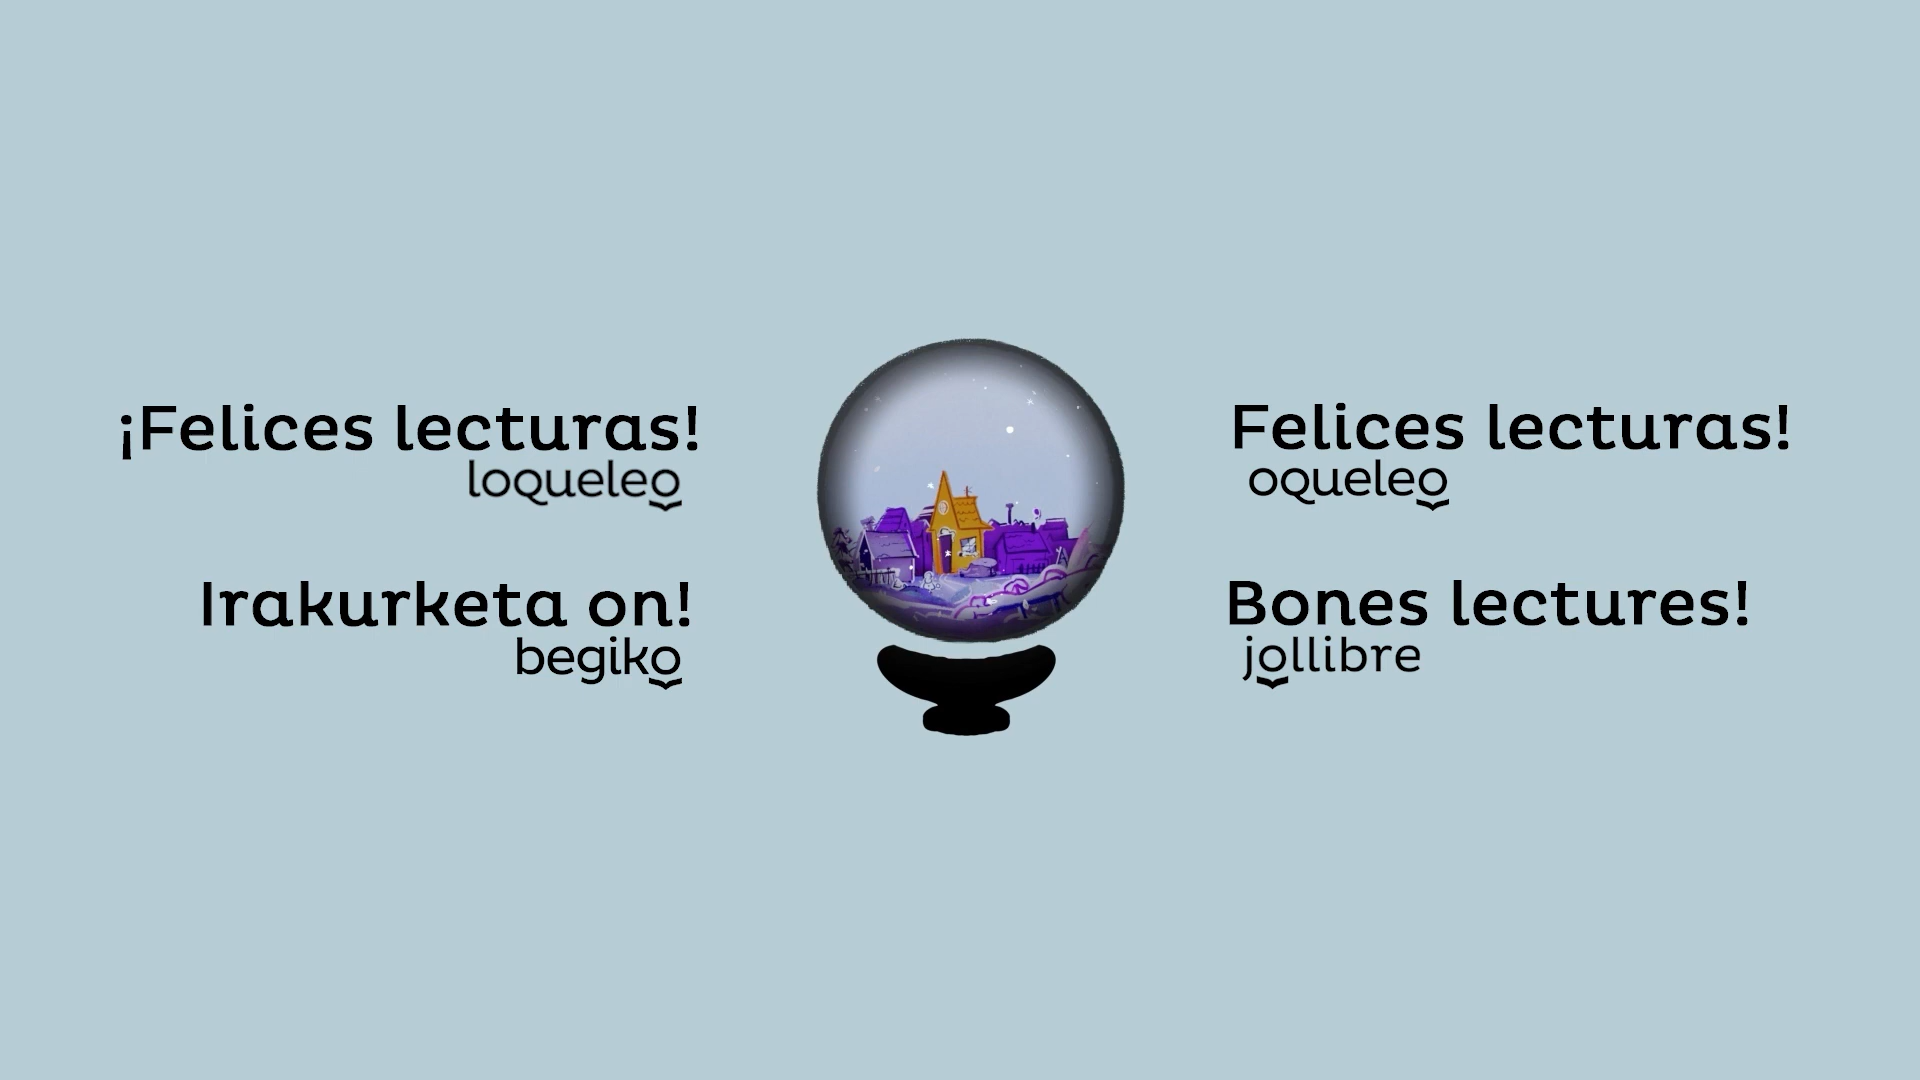 ¡Felices lecturas!
loqueleo
Irakurketa on!
begiko
Felices lecturas!
oqueleo
Bones lectures!
jollibre